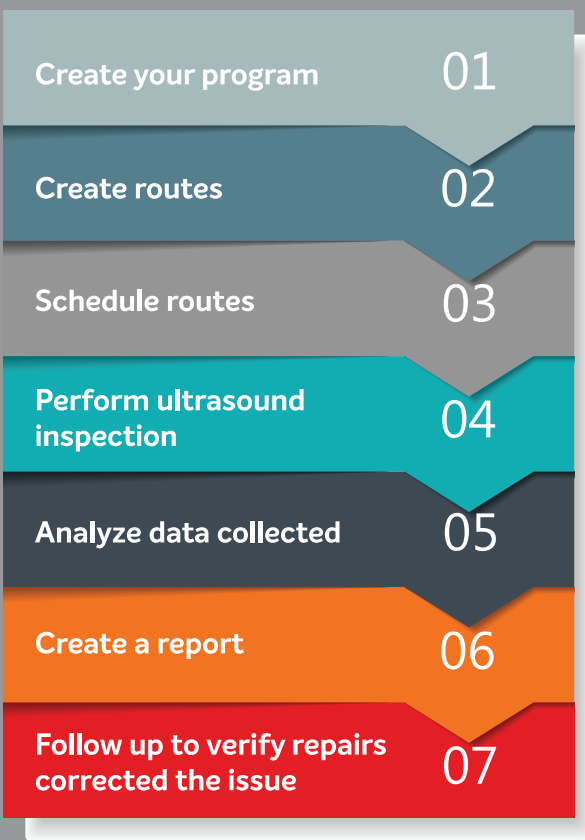 Create your program 01
Create routes 02
Schedule routes 03
Perform ultrasound
inspection 04
Analyze data collected 05
Create a report 06
Follow up to verify repairs
corrected the issue 07